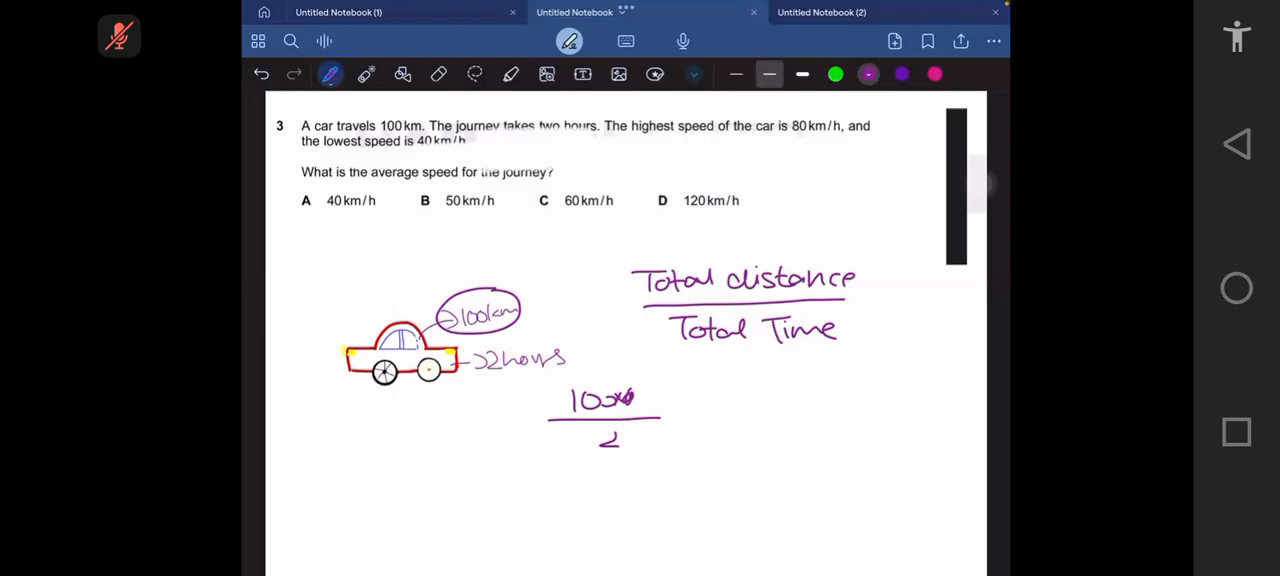 Untitled Notebook (1)
Untitled Notebook
Untitled Notebook (2)
3 A car travels 100 km. The journey takes two hours. The highest speed of the car is 80 km/h, and
the lowest speed is 40 km/h
What is the average speed for the journey?
A 40 km/h B 50 km/h C 60 km/h D 120 km/h
Total distance
Total Time
100km
2 hours
100
2